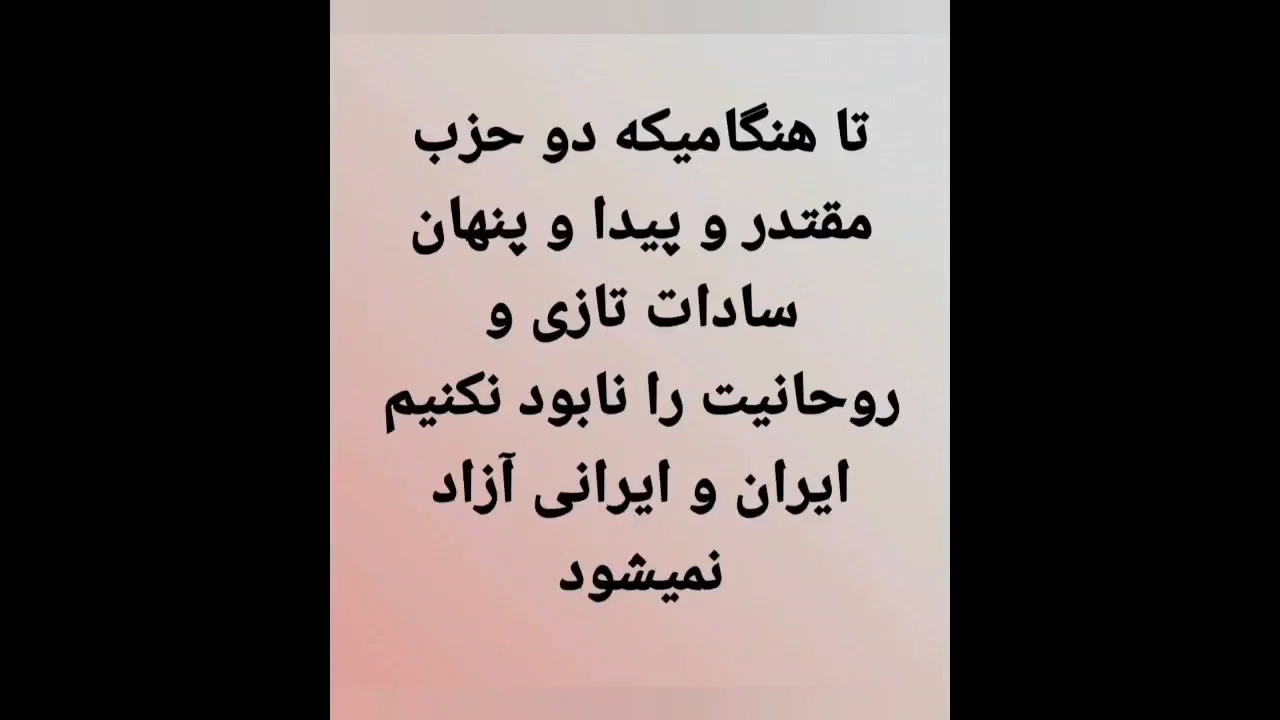 تا هنگامیکه دو حزب
مقتدر و پیدا و پنهان
سادات تازی و
روحانیت را نابود نکنیم
ایران و ایرانی آزاد
نمیشود